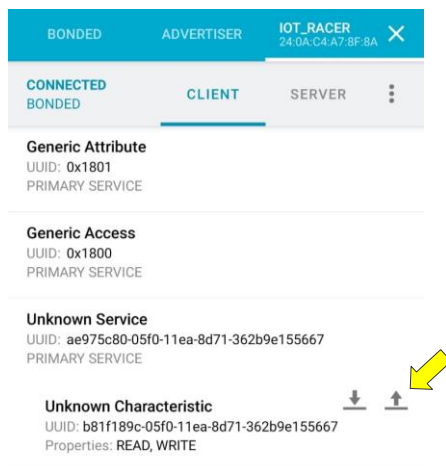 BONDED ADVERTISER IOT_RACER
24:0A:C4:A7:8F:8A
CONNECTED
BONDED CLIENT SERVER
Generic Attribute
UUID: 0x1801
PRIMARY SERVICE
Generic Access
UUID: 0x1800
PRIMARY SERVICE
Unknown Service
UUID: ae975c80-05f0-11ea-8d71-362b9e155667
PRIMARY SERVICE
Unknown Characteristic
UUID: b81f189c-05f0-11ea-8d71-362b9e155667
Properties: READ, WRITE